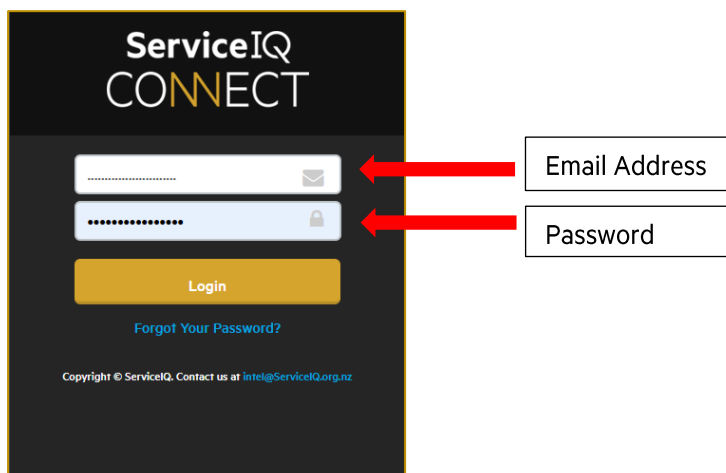 ServiceIQ
CONNECT
Email Address
Password
Login
Forgot Your Password?
Copyright © ServiceIQ. Contact us at intel@ServiceIQ.org.nz